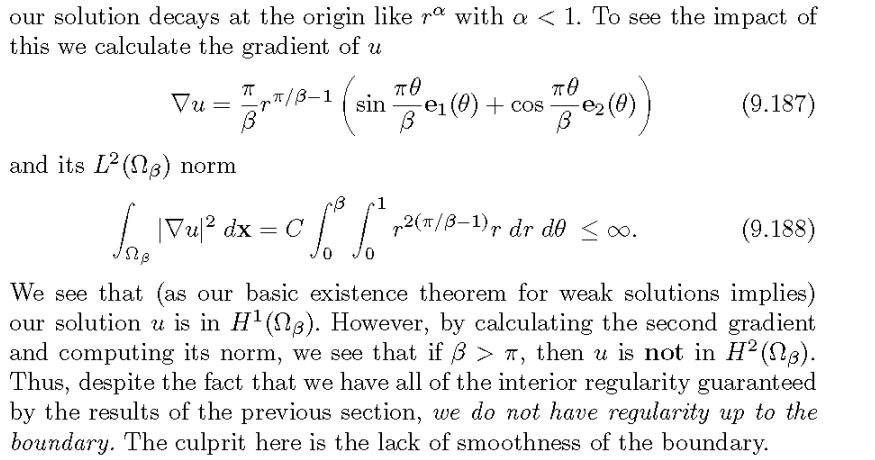 our solution decays at the origin like r^α with α < 1. To see the impact of
this we calculate the gradient of u
∇u = π/β r^{π/β−1} ( sin πθ/β e₁(θ) + cos πθ/β e₂(θ) ) (9.187)
and its L²(Ω_β) norm
∫_{Ω_β} |∇u|² dx = C ∫_0^β ∫_0^1 r^{2(π/β−1)} r dr dθ ≤ ∞. (9.188)
We see that (as our basic existence theorem for weak solutions implies)
our solution u is in H¹(Ω_β). However, by calculating the second gradient
and computing its norm, we see that if β > π, then u is not in H²(Ω_β).
Thus, despite the fact that we have all of the interior regularity guaranteed
by the results of the previous section, we do not have regularity up to the
boundary. The culprit here is the lack of smoothness of the boundary.